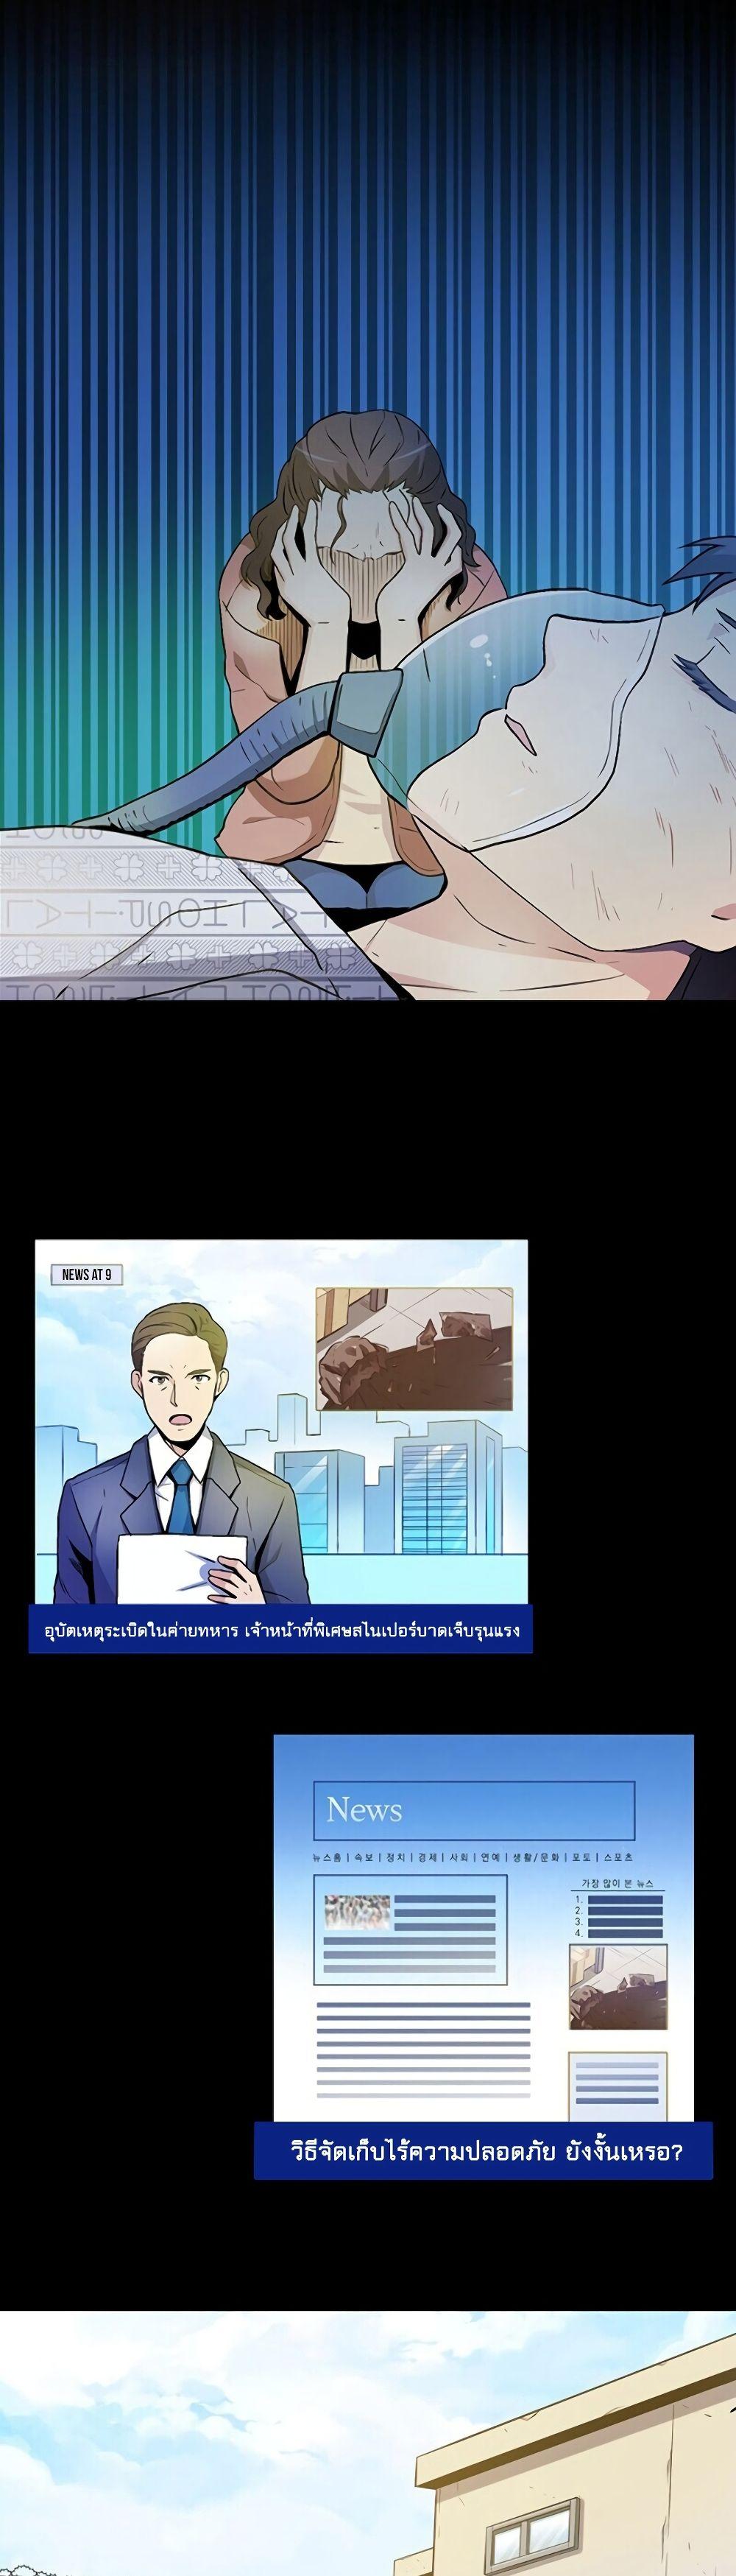 HOSPITAL
HOSPITAL
NEWS AT 9
อุบัตเหตุระเบิดในค่ายทหาร เจ้าหน้าที่พิเศษสไนเปอร์บาดเจ็บรุนแรง
News
뉴스홈 | 속보 | 정치 | 경제 | 사회 | 연예 | 생활/문화 | 포토 | 스포츠
가장 많이 본 뉴스
1.
2.
3.
4.
วิธีจัดเก็บไร้ความปลอดภัย ยังงั้นเหรอ?